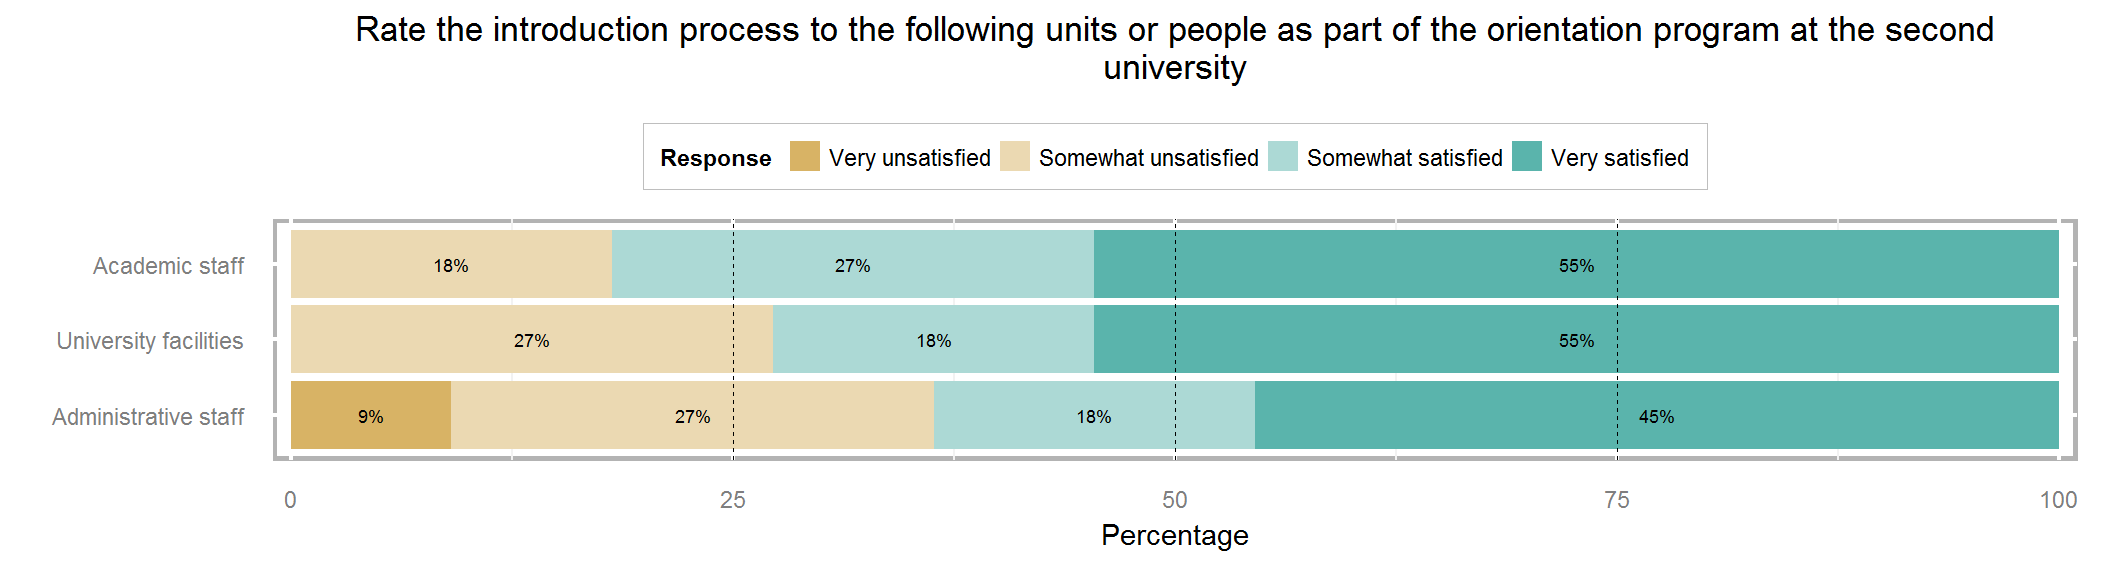 Rate the introduction process to the following units or people as part of the orientation program at the second
university
Response Very unsatisfied Somewhat unsatisfied Somewhat satisfied Very satisfied
Academic staff 18% 27% 55%
University facilities 27% 18% 55%
Administrative staff 9% 27% 18% 45%
0 25 50 75 100
Percentage